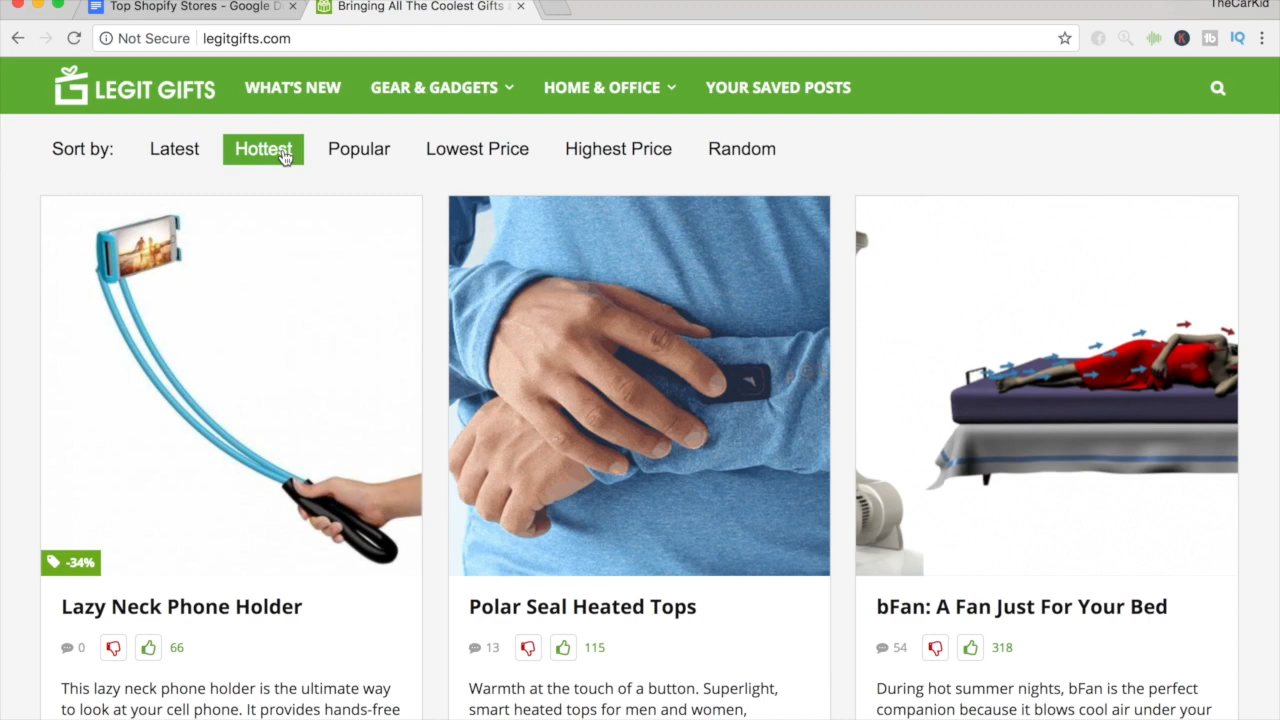 Top Shopify Stores - Google D
Bringing All The Coolest Gifts a
TheCarKid
Not Secure
legitgifts.com
LEGIT GIFTS
WHAT'S NEW
GEAR & GADGETS
HOME & OFFICE
YOUR SAVED POSTS
Sort by:
Latest
Hottest
Popular
Lowest Price
Highest Price
Random
-34%
Lazy Neck Phone Holder
0
66
This lazy neck phone holder is the ultimate way
to look at your cell phone. It provides hands-free
Polar Seal Heated Tops
13
115
Warmth at the touch of a button. Superlight,
smart heated tops for men and women,
bFan: A Fan Just For Your Bed
54
318
During hot summer nights, bFan is the perfect
companion because it blows cool air under your